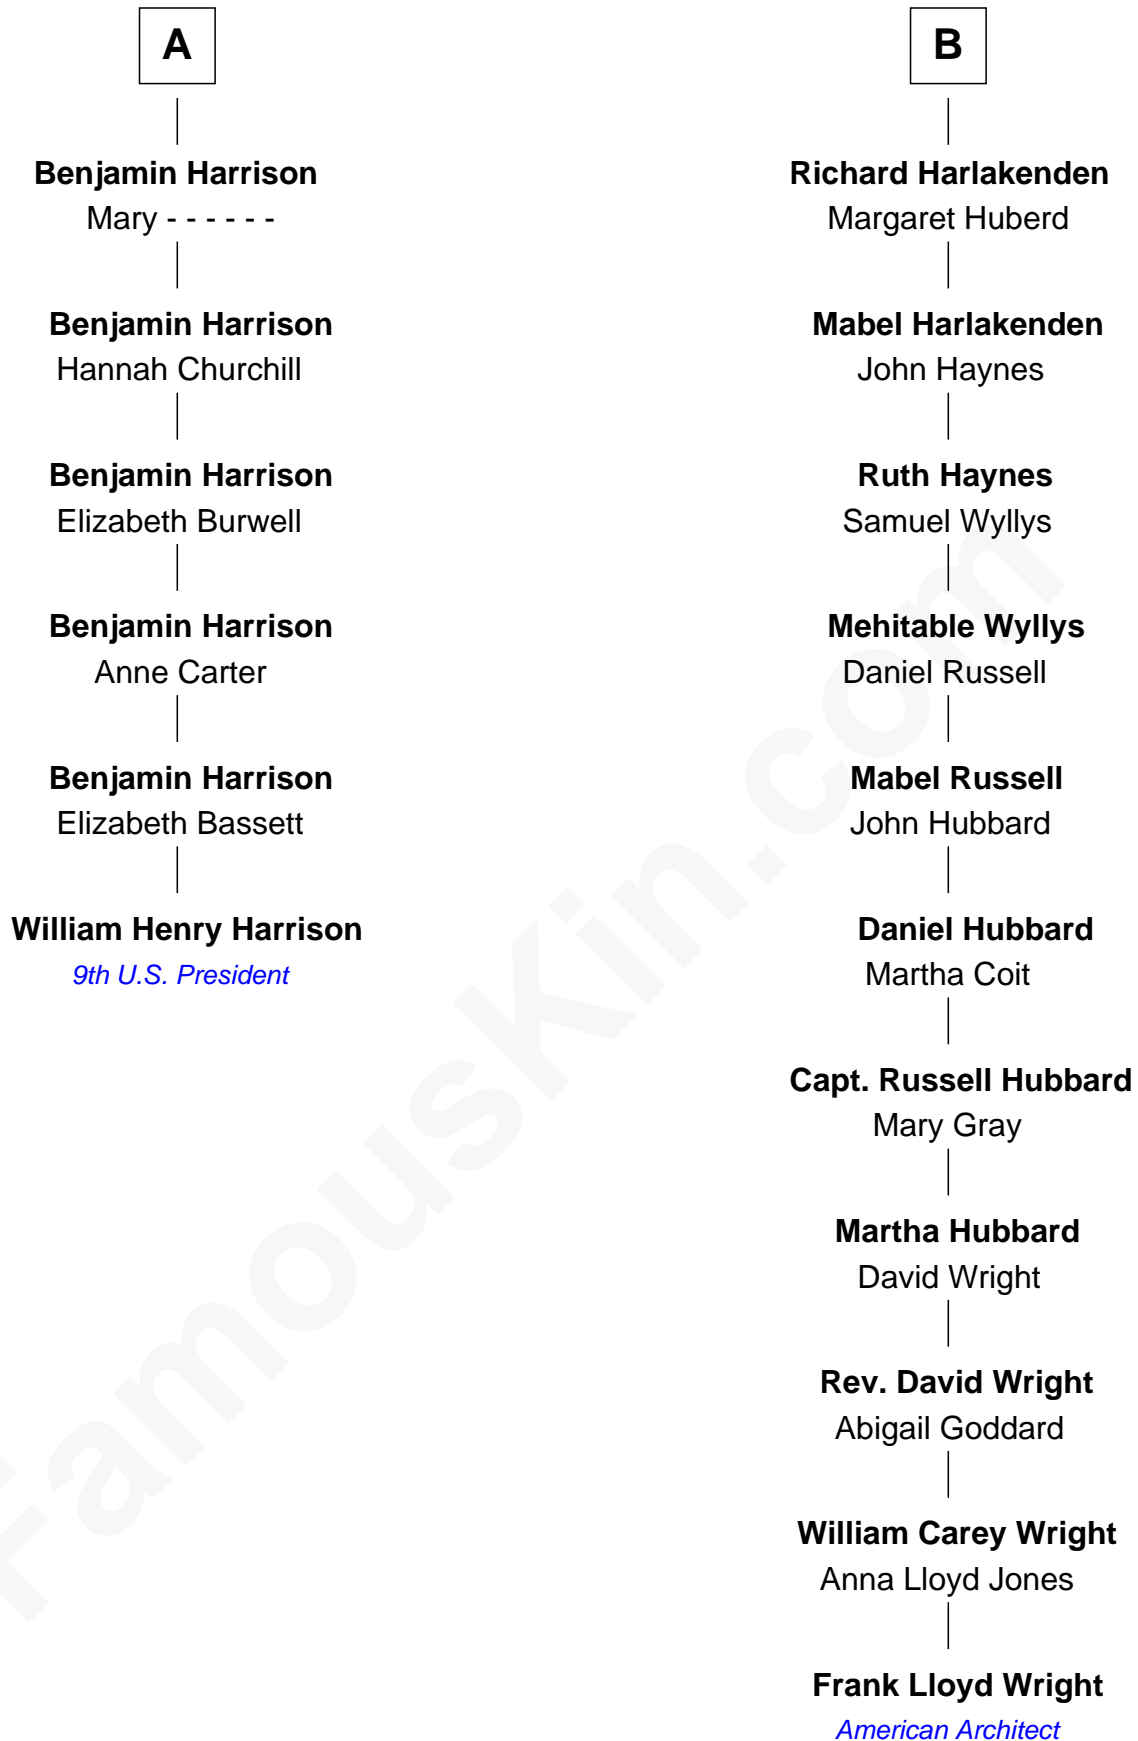 A
Benjamin Harrison
Mary - - - - - -
Benjamin Harrison
Hannah Churchill
Benjamin Harrison
Elizabeth Burwell
Benjamin Harrison
Anne Carter
Benjamin Harrison
Elizabeth Bassett
William Henry Harrison
9th U.S. President
B
Richard Harlakenden
Margaret Huberd
Mabel Harlakenden
John Haynes
Ruth Haynes
Samuel Wyllys
Mehitable Wyllys
Daniel Russell
Mabel Russell
John Hubbard
Daniel Hubbard
Martha Coit
Capt. Russell Hubbard
Mary Gray
Martha Hubbard
David Wright
Rev. David Wright
Abigail Goddard
William Carey Wright
Anna Lloyd Jones
Frank Lloyd Wright
American Architect
FamousKin.com